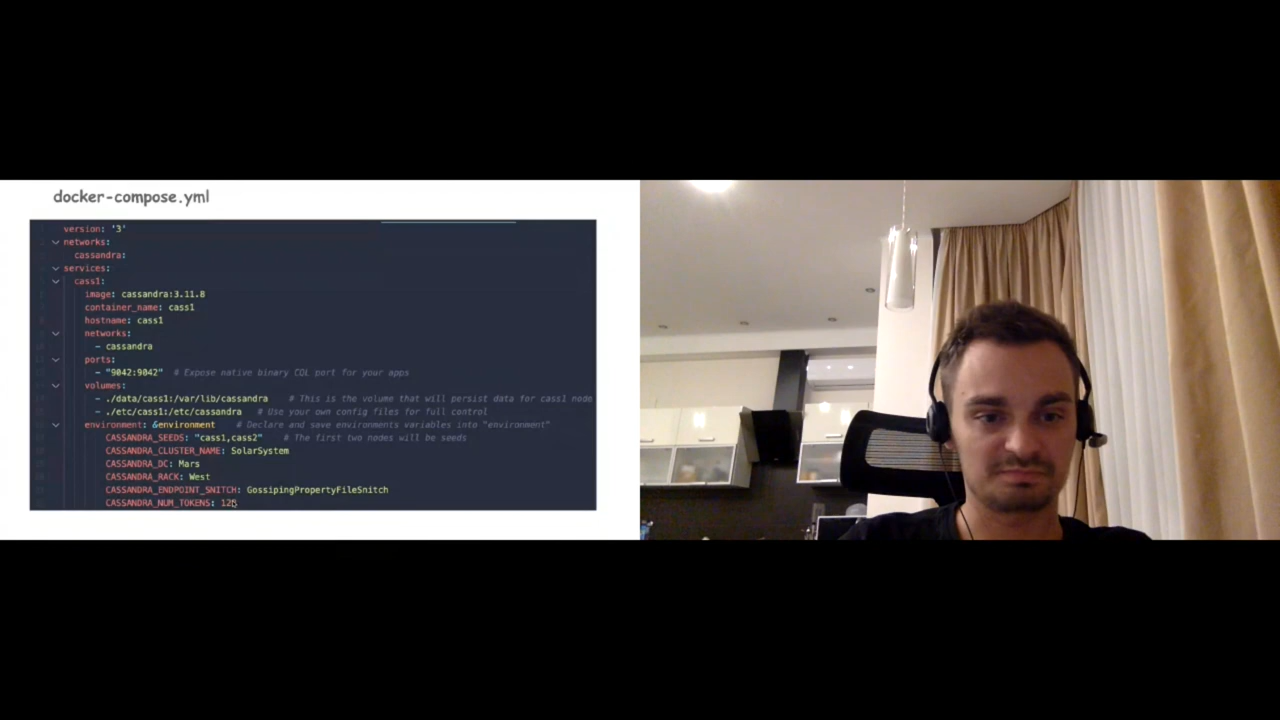 docker-compose.yml
version: '3'
networks:
cassandra:
services:
cass1:
image: cassandra:3.11.8
container_name: cass1
hostname: cass1
networks:
- cassandra
ports:
- "9042:9042" # Expose native binary CQL port for your apps
volumes:
- ./data/cass1:/var/lib/cassandra # This is the volume that will persist data for cass1 node
- ./etc/cass1:/etc/cassandra # Use your own config files for full control
environment: &environment # Declare and save environments variables into "environment"
CASSANDRA_SEEDS: "cass1,cass2" # The first two nodes will be seeds
CASSANDRA_CLUSTER_NAME: SolarSystem
CASSANDRA_DC: Mars
CASSANDRA_RACK: West
CASSANDRA_ENDPOINT_SNITCH: GossipingPropertyFileSnitch
CASSANDRA_NUM_TOKENS: 128